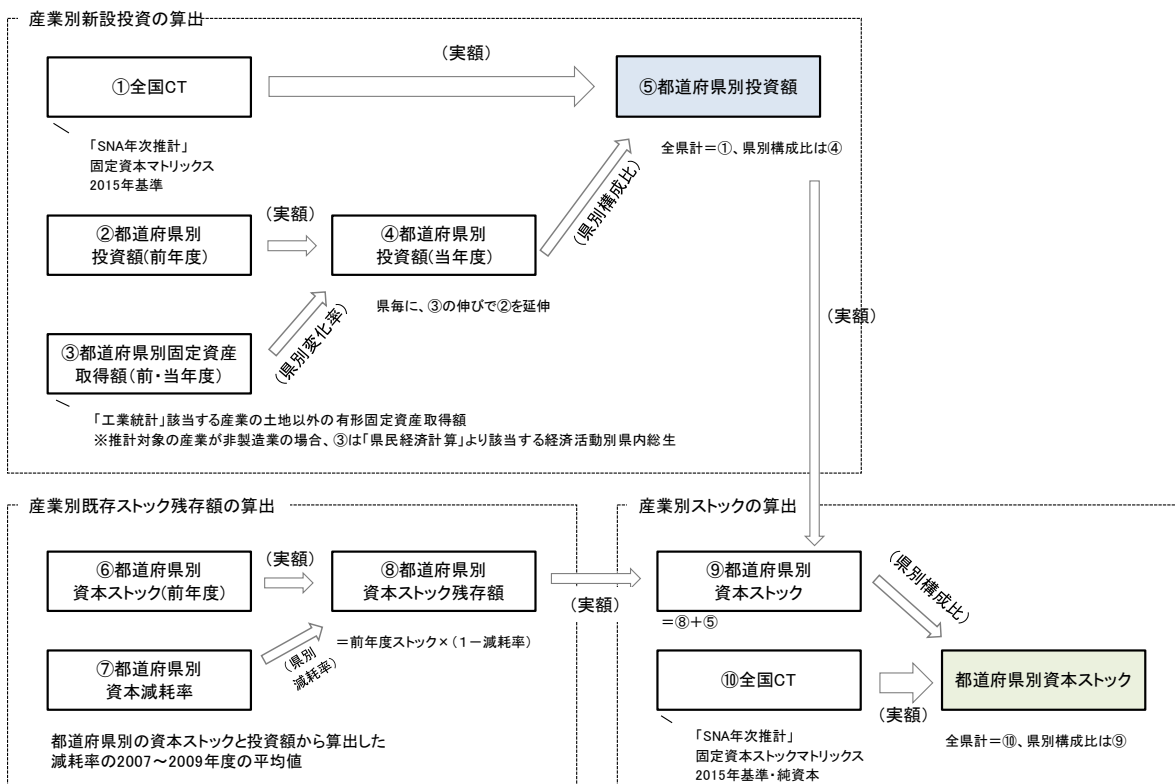 産業別新設投資の算出
(実額)
①全国CT
⑤都道府県別投資額
「SNA年次推計」
固定資本マトリックス
2015年基準
全県計＝①、県別構成比は④
(実額)
(県別構成比)
②都道府県別
投資額(前年度)
④都道府県別
投資額(当年度)
県毎に、③の伸びで②を延伸
(実額)
(県別変化率)
③都道府県別固定資産
取得額(前・当年度)
「工業統計」該当する産業の土地以外の有形固定資産取得額
※推計対象の産業が非製造業の場合、③は「県民経済計算」より該当する経済活動別県内総生
産業別既存ストック残存額の算出
⑥都道府県別
資本ストック(前年度)
(実額)
⑧都道府県別
資本ストック残存額
(実額)
＝前年度ストック×(１－減耗率)
(県別
減耗率)
⑦都道府県別
資本減耗率
都道府県別の資本ストックと投資額から算出した
減耗率の2007～2009年度の平均値
産業別ストックの算出
⑨都道府県別
資本ストック
＝⑧＋⑤
(県別構成比)
⑩全国CT
(実額)
都道府県別資本ストック
「SNA年次推計」
固定資本ストックマトリックス
2015年基準・純資本
全県計＝⑩、県別構成比は⑨